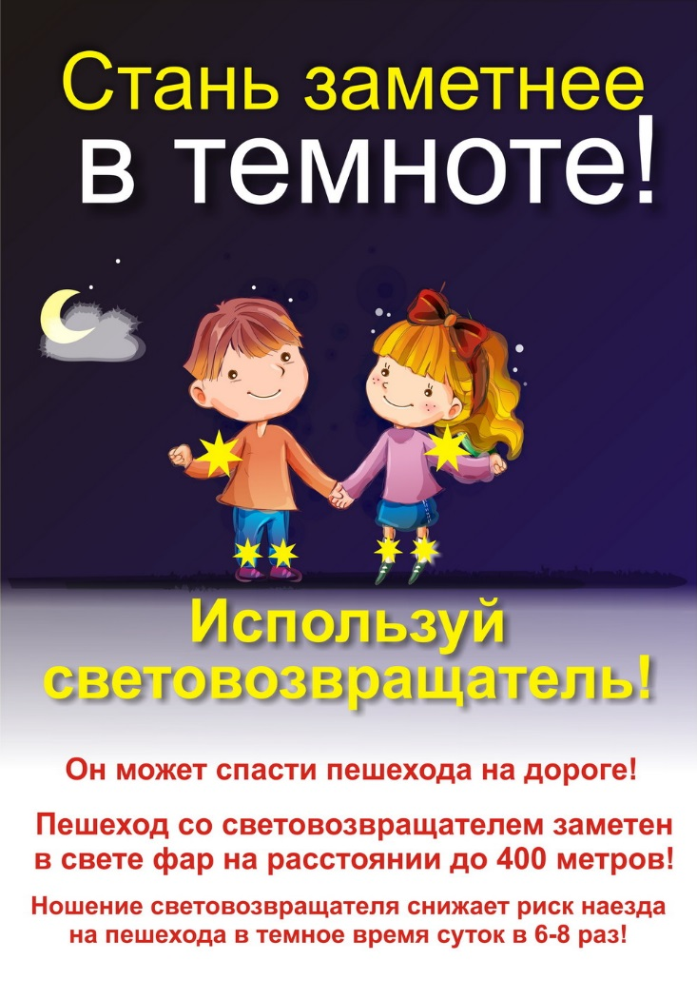 Стань заметнее
в темноте!
Используй
световозвращатель!
Он может спасти пешехода на дороге!
Пешеход со световозвращателем заметен
в свете фар на расстоянии до 400 метров!
Ношение световозвращателя снижает риск наезда
на пешехода в темное время суток в 6-8 раз!